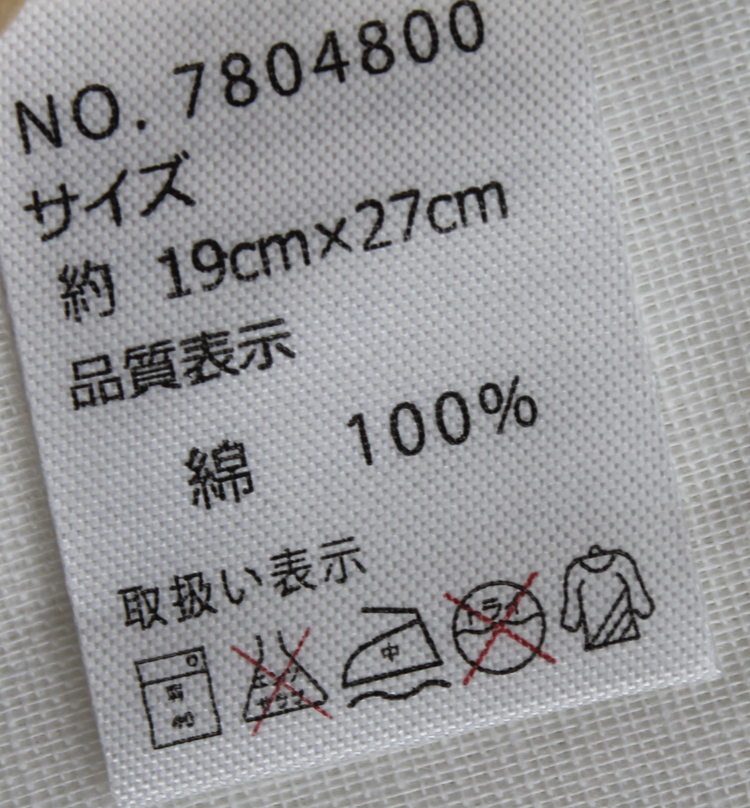 NO. 7804800
サイズ
約 19cm×27cm
品質表示
綿 100%
取扱い表示
中